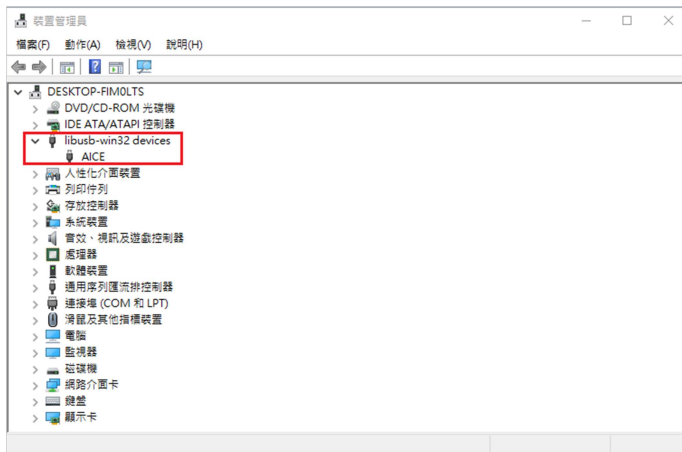 裝置管理員
檔案(F) 動作(A) 檢視(V) 說明(H)
DESKTOP-FIM0LTS
DVD/CD-ROM 光碟機
IDE ATA/ATAPI 控制器
libusb-win32 devices
AICE
人性化介面裝置
列印佇列
存放控制器
系統裝置
音效、視訊及遊戲控制器
處理器
軟體裝置
通用序列匯流排控制器
連接埠 (COM 和 LPT)
滑鼠及其他指標裝置
電腦
監視器
磁碟機
網路介面卡
鍵盤
顯示卡